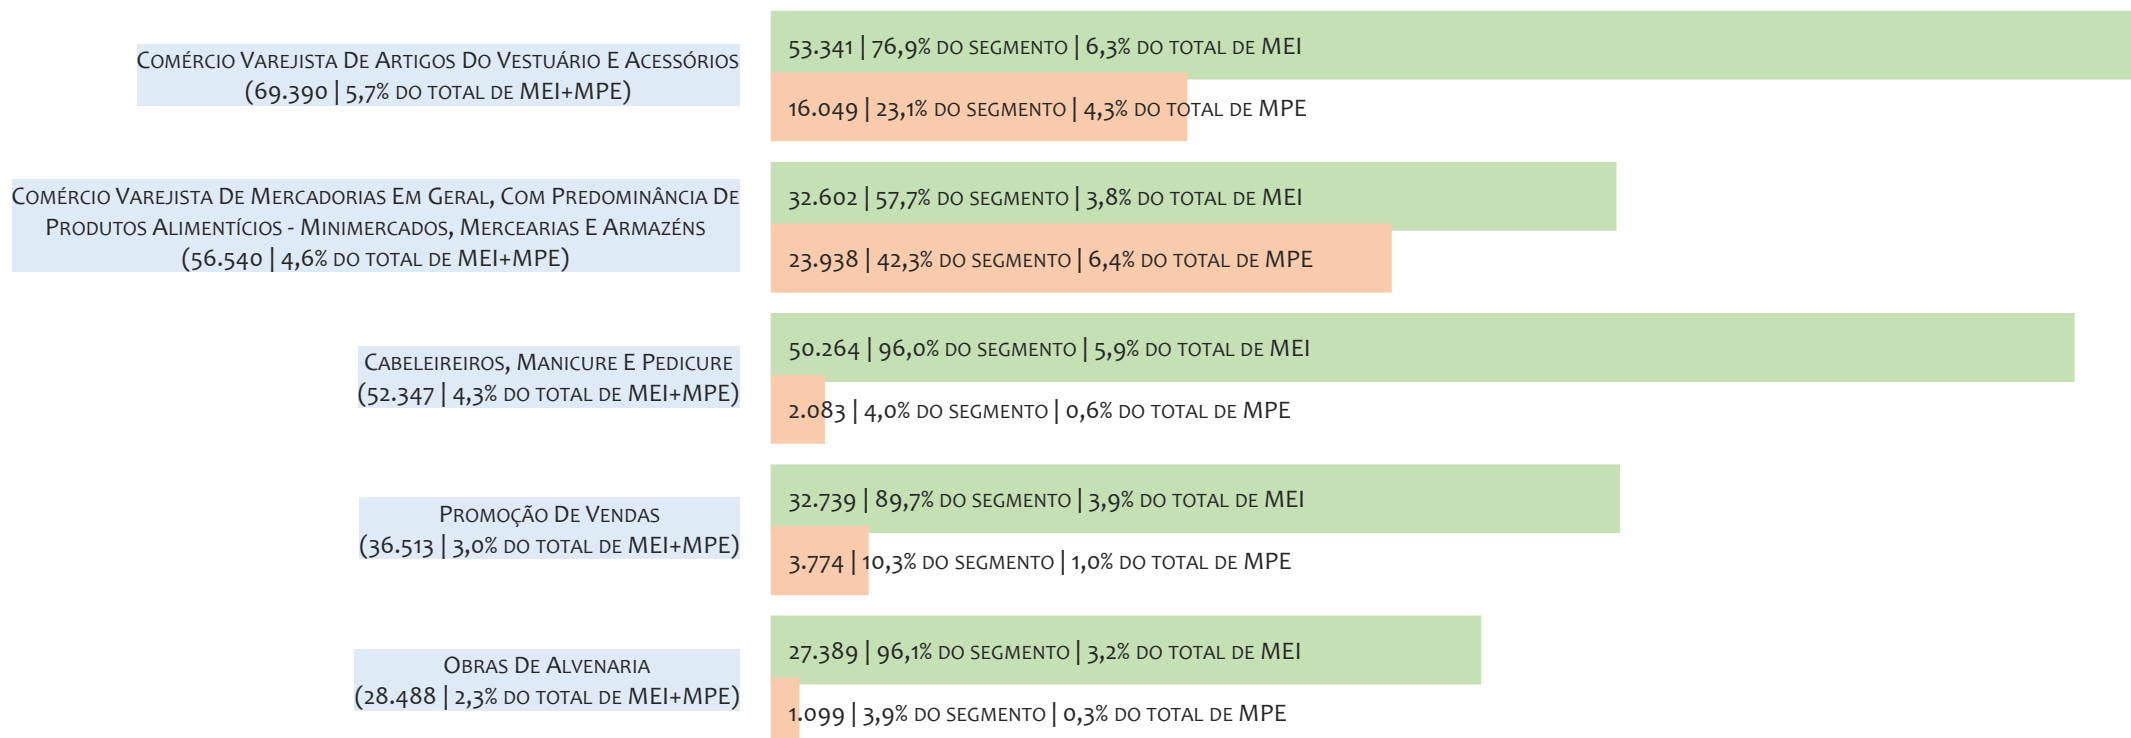 Comércio Varejista De Artigos Do Vestuário E Acessórios
(69.390 | 5,7% do total de MEI+MPE)
53.341 | 76,9% do segmento | 6,3% do total de MEI
16.049 | 23,1% do segmento | 4,3% do total de MPE
Comércio Varejista De Mercadorias Em Geral, Com Predominância De
Produtos Alimentícios - Minimercados, Mercearias E Armazéns
(56.540 | 4,6% do total de MEI+MPE)
32.602 | 57,7% do segmento | 3,8% do total de MEI
23.938 | 42,3% do segmento | 6,4% do total de MPE
Cabeleireiros, Manicure E Pedicure
(52.347 | 4,3% do total de MEI+MPE)
50.264 | 96,0% do segmento | 5,9% do total de MEI
2.083 | 4,0% do segmento | 0,6% do total de MPE
Promoção De Vendas
(36.513 | 3,0% do total de MEI+MPE)
32.739 | 89,7% do segmento | 3,9% do total de MEI
3.774 | 10,3% do segmento | 1,0% do total de MPE
Obras De Alvenaria
(28.488 | 2,3% do total de MEI+MPE)
27.389 | 96,1% do segmento | 3,2% do total de MEI
1.099 | 3,9% do segmento | 0,3% do total de MPE